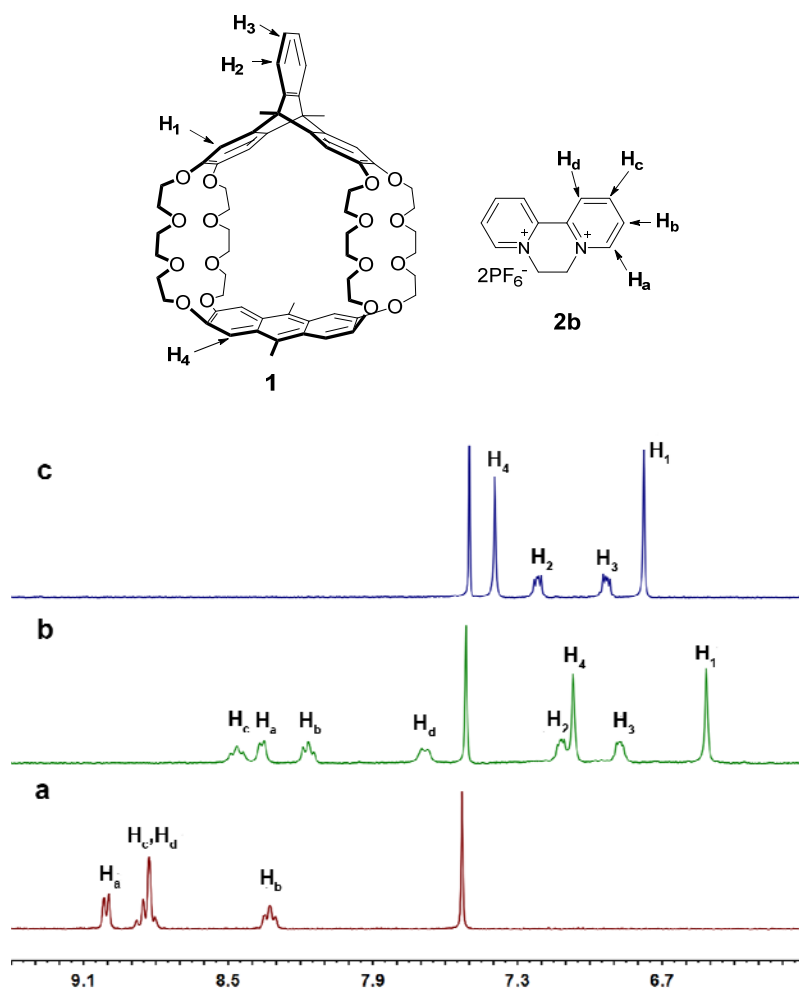 H3
H2
H1
O O O O
O O O O
O O O O
O O O O
H4
1
Hd Hc
Hb
N+ N+
Ha
2PF6-
2b
c
H4
H1
H2
H3
b
H4
H1
Hc Ha Hb Hd H2 H3
a
Hc,Hd
Ha
Hb
9.1 8.5 7.9 7.3 6.7